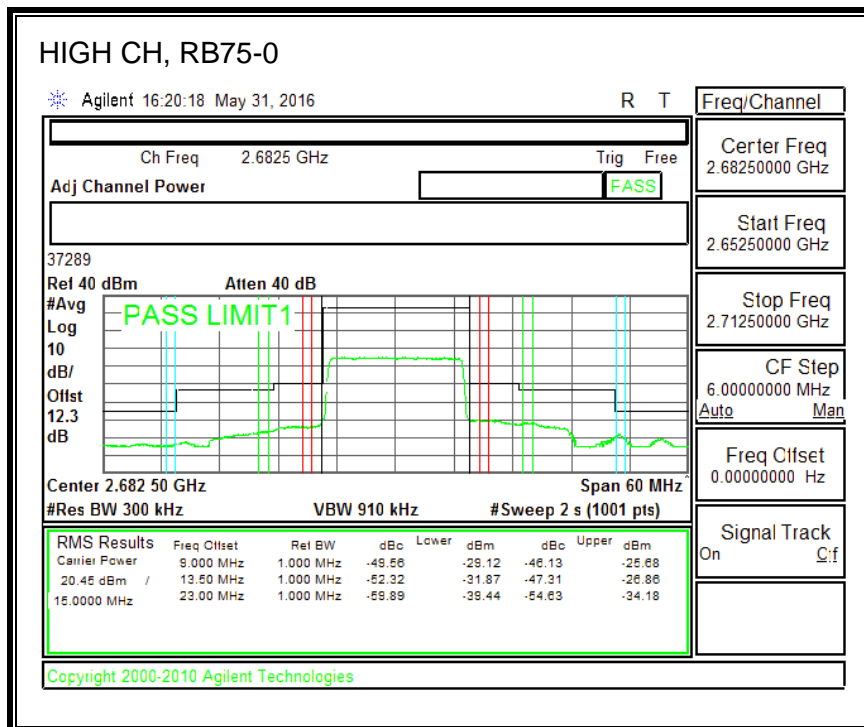 HIGH CH, RB75-0
Agilent 16:20:18 May 31, 2016 R T
Freq/Channel
Ch Freq 2.6825 GHz Trig Free
Adj Channel Power PASS
Center Freq
2.68250000 GHz
Start Freq
2.65250000 GHz
Stop Freq
2.71250000 GHz
CF Step
6.00000000 MHz
Auto Man
Freq Offset
0.00000000 Hz
Signal Track
On Off
37289
Ref 40 dBm Atten 40 dB
#Avg
Log
10
dB/
Offst
12.3
dB
PASS LIMIT1
Center 2.682 50 GHz Span 60 MHz
#Res BW 300 kHz VBW 910 kHz #Sweep 2 s (1001 pts)
RMS Results Freq Offset Ref BW dBc Lower dBm dBc Upper dBm
Carrier Power 9.000 MHz 1.000 MHz -49.56 -29.12 -46.13 -25.68
20.45 dBm / 13.50 MHz 1.000 MHz -52.32 -31.87 -47.31 -26.86
15.0000 MHz 23.00 MHz 1.000 MHz -59.89 -39.44 -54.63 -34.18
Copyright 2000-2010 Agilent Technologies